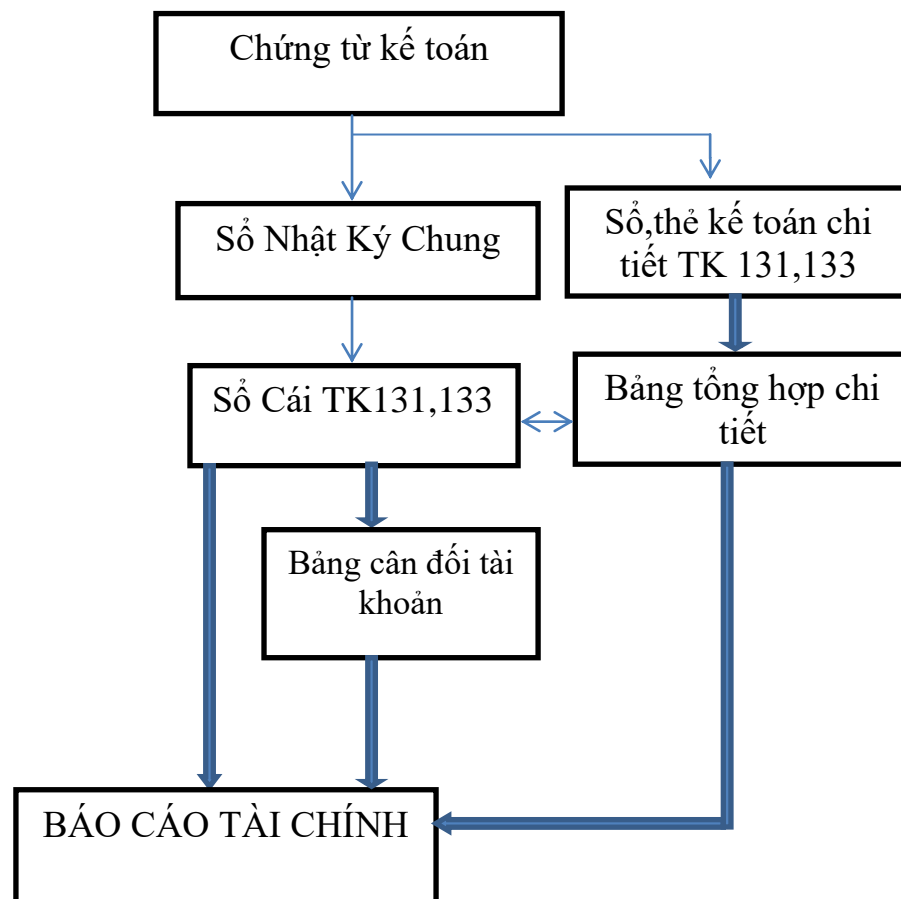 Chứng từ kế toán
Sổ Nhật Ký Chung
Sổ,thẻ kế toán chi
tiết TK 131,133
Sổ Cái TK131,133
Bảng tổng hợp chi
tiết
Bảng cân đối tài
khoản
BÁO CÁO TÀI CHÍNH